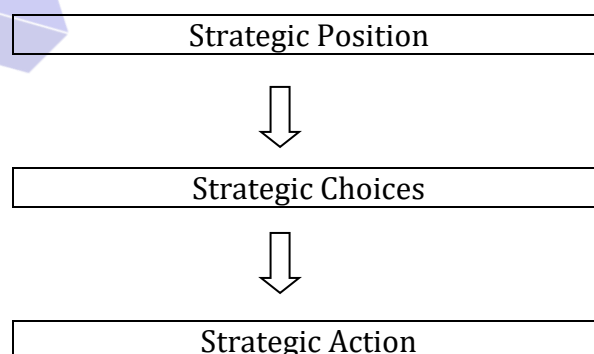 Strategic Position
Strategic Choices
Strategic Action